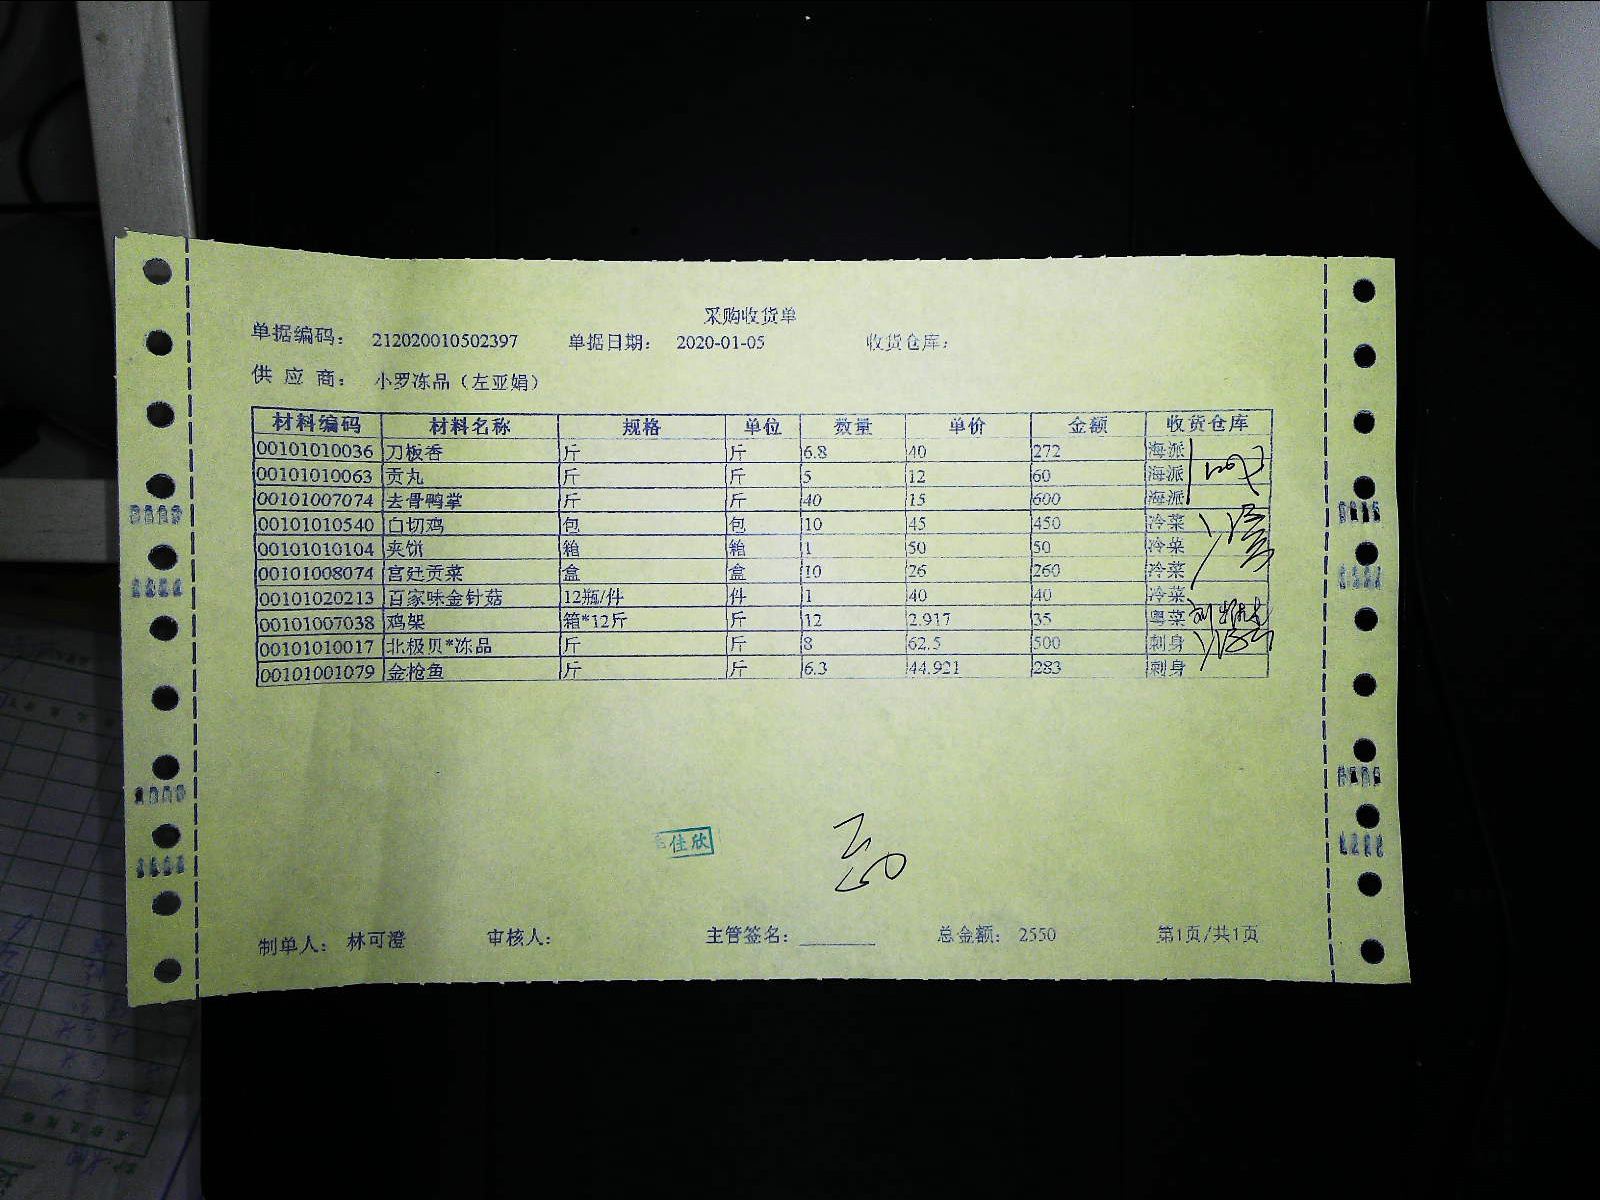 采购收货单
单据编码： 212020010502397 单据日期： 2020-01-05 收货仓库：
供 应 商： 小罗冻品（左亚娟）
材料编码 材料名称 规格 单位 数量 单价 金额 收货仓库
00101010036 刀板香 斤 斤 6.8 40 272 海派
00101010063 贡丸 斤 斤 5 12 60 海派
00101007074 去骨鸭掌 斤 斤 40 15 600 海派
00101010540 白切鸡 包 包 10 45 450 冷菜
00101010104 夹饼 箱 箱 1 50 50 冷菜
00101008074 宫廷贡菜 盒 盒 10 26 260 冷菜
00101020213 百家味金针菇 12瓶/件 件 1 40 40 冷菜
00101007038 鸡架 箱*12斤 斤 12 2.917 35 粤菜
00101010017 北极贝*冻品 斤 斤 8 62.5 500 刺身
00101001079 金枪鱼 斤 斤 6.3 44.921 283 刺身
佳欣
制单人： 林可澄 审核人： 主管签名： 总金额： 2550 第1页/共1页